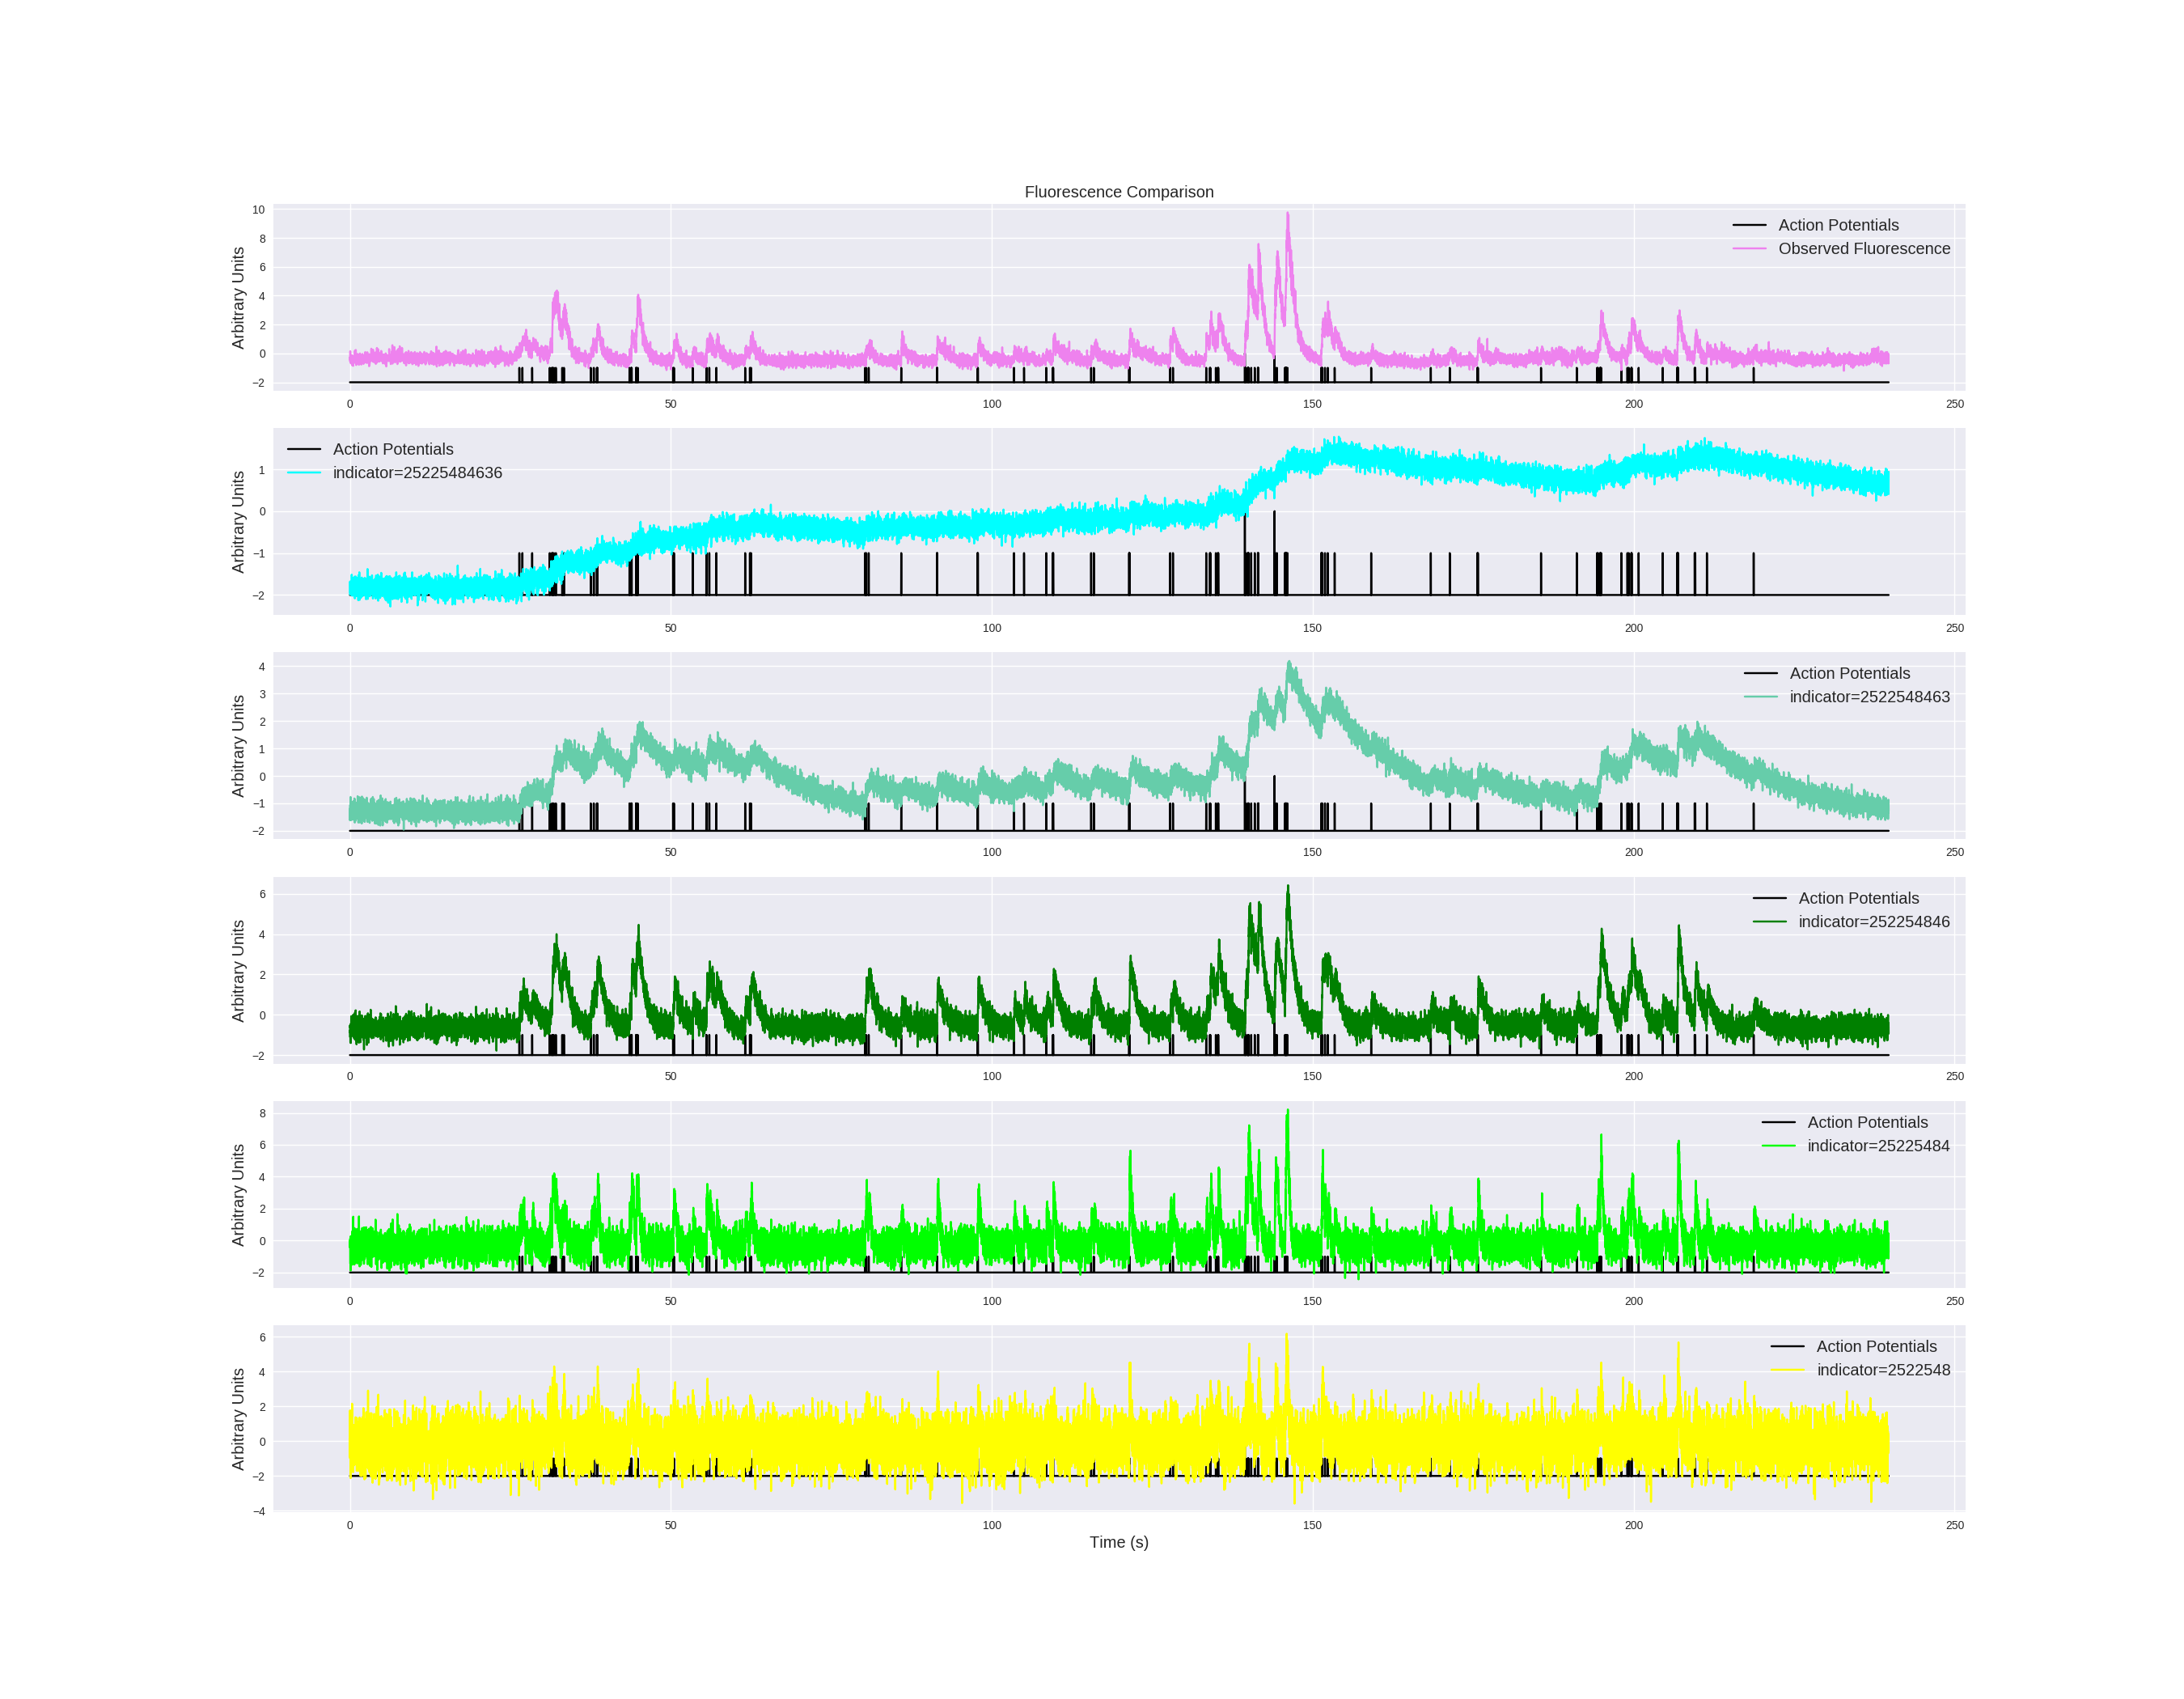 Fluorescence Comparison
10
8
6
4
2
0
−2
Arbitrary Units
Action Potentials
Observed Fluorescence
0 50 100 150 200 250
1
0
−1
−2
Arbitrary Units
Action Potentials
indicator=25225484636
0 50 100 150 200 250
4
3
2
1
0
−1
−2
Arbitrary Units
Action Potentials
indicator=2522548463
0 50 100 150 200 250
6
4
2
0
−2
Arbitrary Units
Action Potentials
indicator=252254846
0 50 100 150 200 250
8
6
4
2
0
−2
Arbitrary Units
Action Potentials
indicator=25225484
0 50 100 150 200 250
6
4
2
0
−2
−4
Arbitrary Units
Action Potentials
indicator=2522548
0 50 100 150 200 250
Time (s)